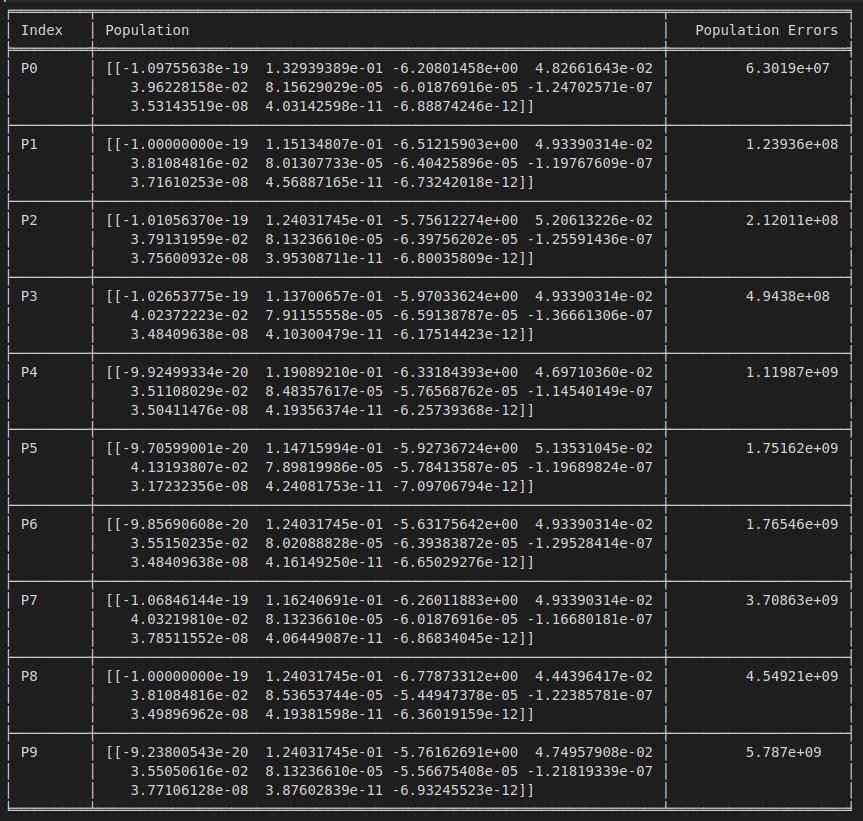 Index Population Population Errors
P0 [[-1.09755638e-19 1.32939389e-01 -6.20801458e+00 4.82661643e-02 6.3019e+07
3.96228158e-02 8.15629029e-05 -6.01876916e-05 -1.24702571e-07
3.53143519e-08 4.03142598e-11 -6.88874246e-12]]
P1 [[-1.00000000e-19 1.15134807e-01 -6.51215903e+00 4.93390314e-02 1.23936e+08
3.81084816e-02 8.01307733e-05 -6.40425896e-05 -1.19767609e-07
3.71610253e-08 4.56887165e-11 -6.73242018e-12]]
P2 [[-1.01056370e-19 1.24031745e-01 -5.75612274e+00 5.20613226e-02 2.12011e+08
3.79131959e-02 8.13236610e-05 -6.39756202e-05 -1.25591436e-07
3.75600932e-08 3.95308711e-11 -6.80035809e-12]]
P3 [[-1.02653775e-19 1.13700657e-01 -5.97033624e+00 4.93390314e-02 4.9438e+08
4.02372223e-02 7.91155558e-05 -6.59138787e-05 -1.36661306e-07
3.48409638e-08 4.10300479e-11 -6.17514423e-12]]
P4 [[-9.92499334e-20 1.19089210e-01 -6.33184393e+00 4.69710360e-02 1.11987e+09
3.51108029e-02 8.48357617e-05 -5.76568762e-05 -1.14540149e-07
3.50411476e-08 4.19356374e-11 -6.25739368e-12]]
P5 [[-9.70599001e-20 1.14715994e-01 -5.92736724e+00 5.13531045e-02 1.75162e+09
4.13193807e-02 7.89819986e-05 -5.78413587e-05 -1.19689824e-07
3.17232356e-08 4.24081753e-11 -7.09706794e-12]]
P6 [[-9.85690608e-20 1.24031745e-01 -5.63175642e+00 4.93390314e-02 1.76546e+09
3.55150235e-02 8.02088828e-05 -6.39383872e-05 -1.29528414e-07
3.48409638e-08 4.16149250e-11 -6.65029276e-12]]
P7 [[-1.06846144e-19 1.16240691e-01 -6.26011883e+00 4.93390314e-02 3.70863e+09
4.03219810e-02 8.13236610e-05 -6.01876916e-05 -1.16680181e-07
3.78511552e-08 4.06449087e-11 -6.86834045e-12]]
P8 [[-1.00000000e-19 1.24031745e-01 -6.77873312e+00 4.44396417e-02 4.54921e+09
3.81084816e-02 8.53653744e-05 -5.44947378e-05 -1.22385781e-07
3.49896962e-08 4.19381598e-11 -6.36019159e-12]]
P9 [[-9.23800543e-20 1.24031745e-01 -5.76162691e+00 4.74957908e-02 5.787e+09
3.55050616e-02 8.13236610e-05 -5.56675408e-05 -1.21819339e-07
3.77106128e-08 3.87602839e-11 -6.93245523e-12]]